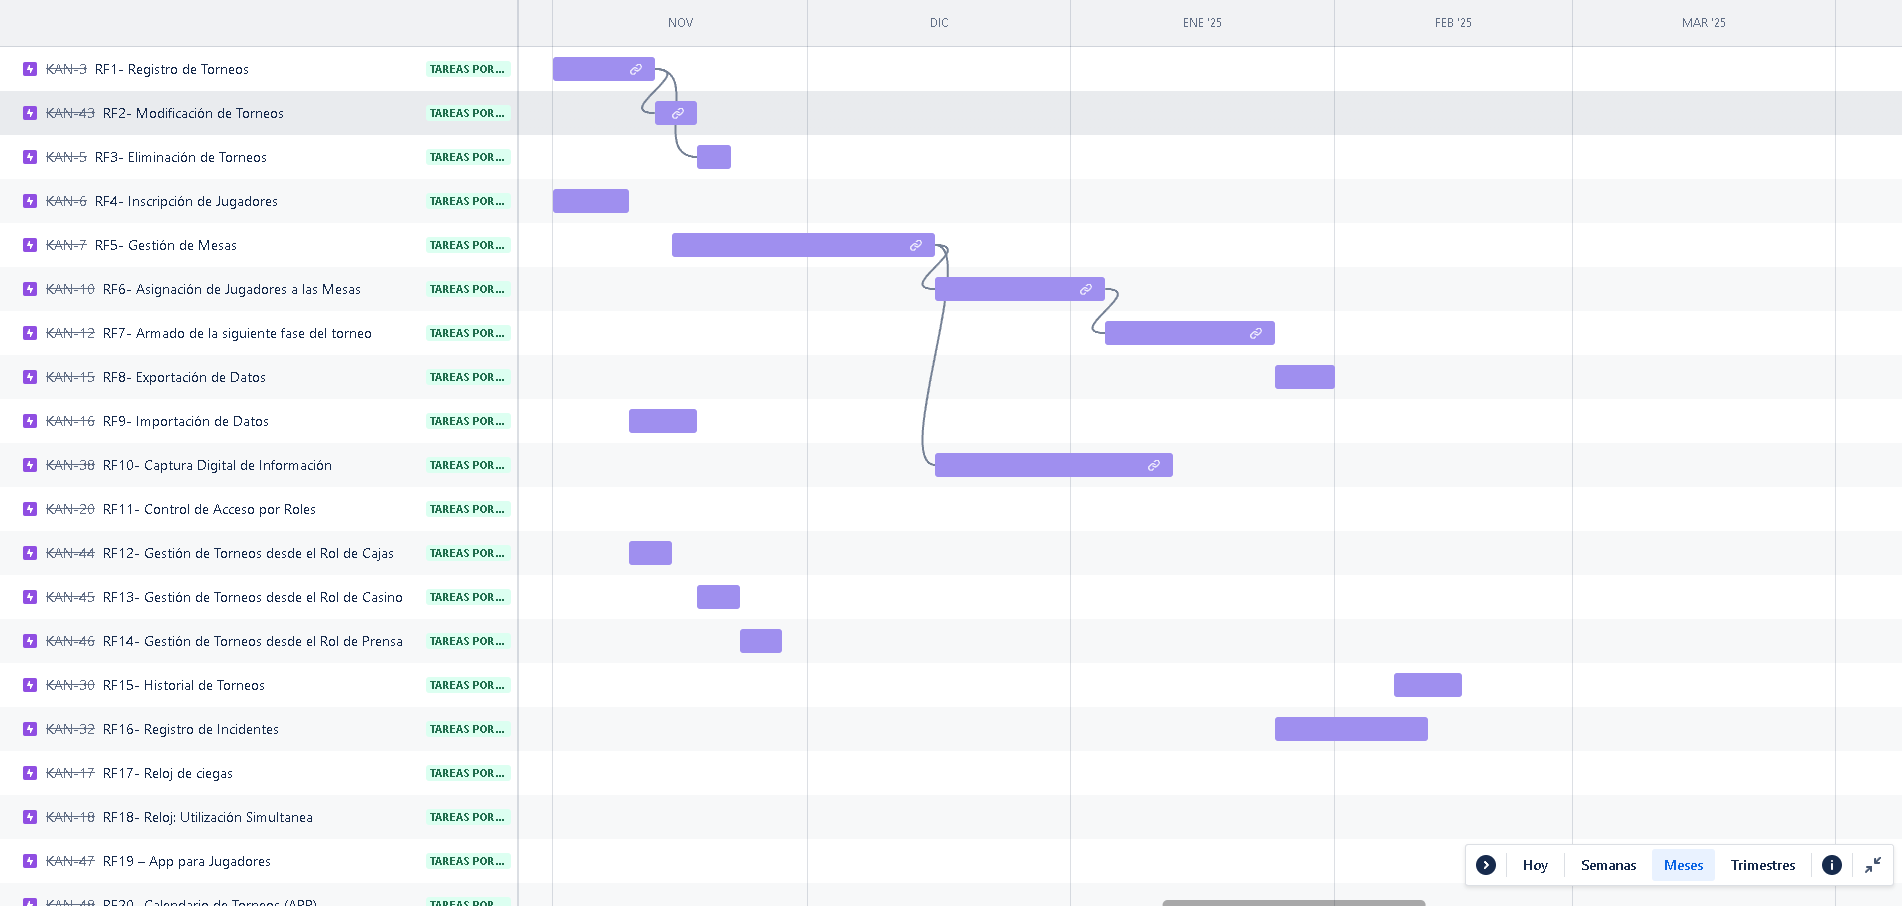 NOV DIC ENE '25 FEB '25 MAR '25
KAN-3 RF1- Registro de Torneos TAREAS POR...
KAN-43 RF2- Modificación de Torneos TAREAS POR...
KAN-5 RF3- Eliminación de Torneos TAREAS POR...
KAN-6 RF4- Inscripción de Jugadores TAREAS POR...
KAN-7 RF5- Gestión de Mesas TAREAS POR...
KAN-10 RF6- Asignación de Jugadores a las Mesas TAREAS POR...
KAN-12 RF7- Armado de la siguiente fase del torneo TAREAS POR...
KAN-15 RF8- Exportación de Datos TAREAS POR...
KAN-16 RF9- Importación de Datos TAREAS POR...
KAN-38 RF10- Captura Digital de Información TAREAS POR...
KAN-20 RF11- Control de Acceso por Roles TAREAS POR...
KAN-44 RF12- Gestión de Torneos desde el Rol de Cajas TAREAS POR...
KAN-45 RF13- Gestión de Torneos desde el Rol de Casino TAREAS POR...
KAN-46 RF14- Gestión de Torneos desde el Rol de Prensa TAREAS POR...
KAN-30 RF15- Historial de Torneos TAREAS POR...
KAN-32 RF16- Registro de Incidentes TAREAS POR...
KAN-17 RF17- Reloj de ciegas TAREAS POR...
KAN-18 RF18- Reloj: Utilización Simultanea TAREAS POR...
KAN-47 RF19 – App para Jugadores TAREAS POR...
Hoy Semanas Meses Trimestres
KAN-48 RF20- Calendario de Torneos (APP) TAREAS POR...